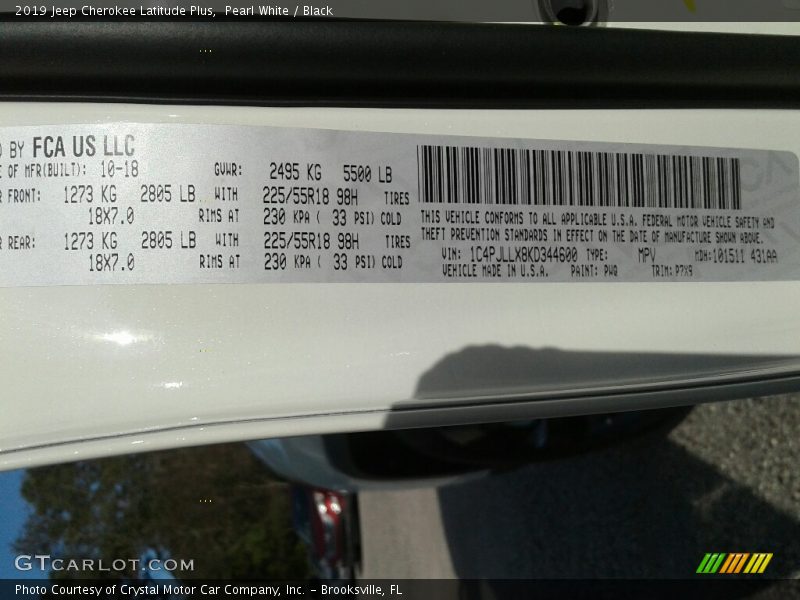 2019 Jeep Cherokee Latitude Plus, Pearl White / Black
BY FCA US LLC
OF MFR(BUILT): 10-18 GVWR: 2495 KG 5500 LB
FRONT: 1273 KG 2805 LB WITH 225/55R18 98H TIRES
18X7.0 RIMS AT 230 KPA ( 33 PSI) COLD
REAR: 1273 KG 2805 LB WITH 225/55R18 98H TIRES
18X7.0 RIMS AT 230 KPA ( 33 PSI) COLD
THIS VEHICLE CONFORMS TO ALL APPLICABLE U.S.A. FEDERAL MOTOR VEHICLE SAFETY AND
THEFT PREVENTION STANDARDS IN EFFECT ON THE DATE OF MANUFACTURE SHOWN ABOVE.
VIN: 1C4PJLLX8KD344600 TYPE: MPV MDH:101511 431AA
VEHICLE MADE IN U.S.A. PAINT: PWQ TRIM: P7X9
GTCARLOT.COM
Photo Courtesy of Crystal Motor Car Company, Inc. – Brooksville, FL